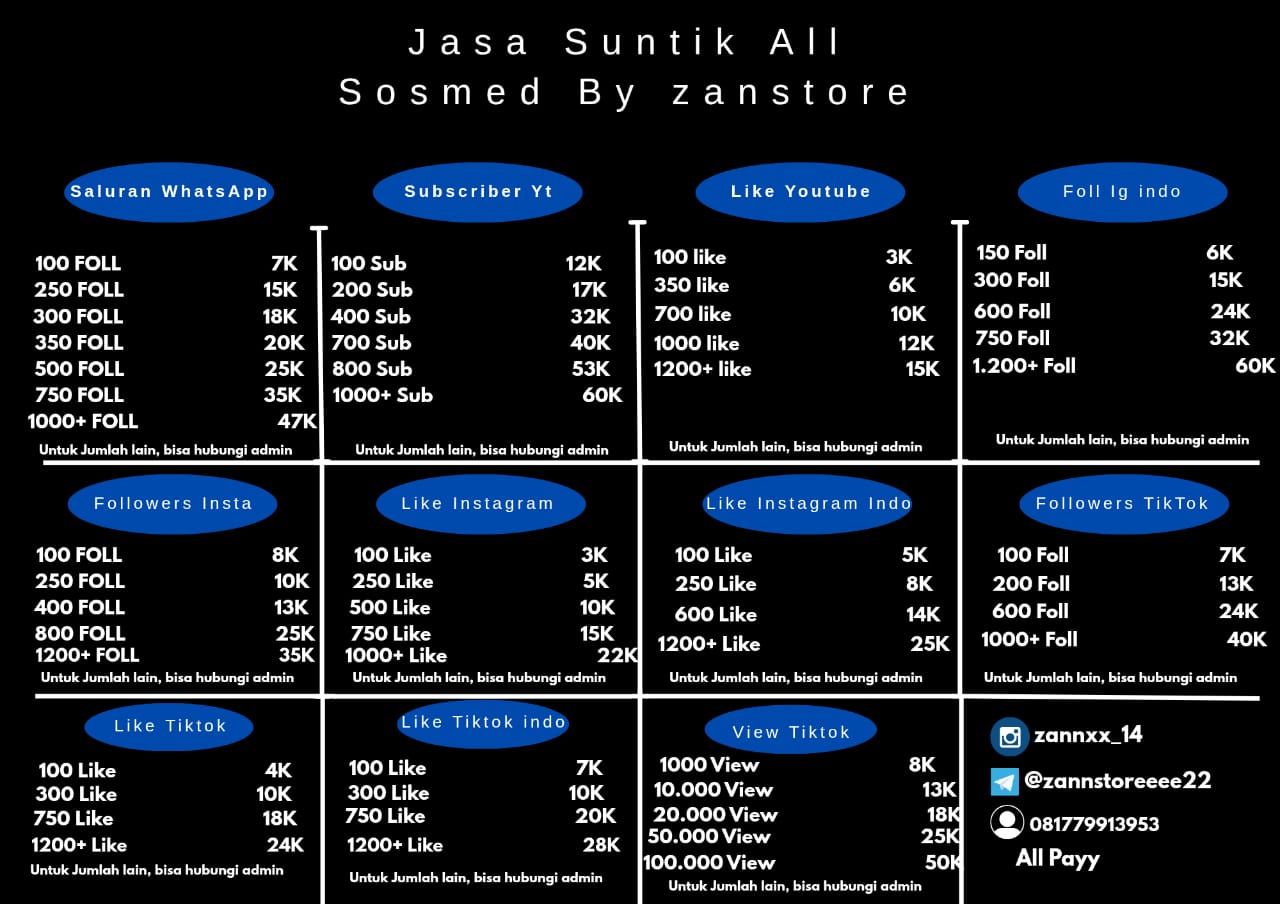 Jasa Suntik All
Sosmed By zanstore
Saluran WhatsApp
100 FOLL 7K
250 FOLL 15K
300 FOLL 18K
350 FOLL 20K
500 FOLL 25K
750 FOLL 35K
1000+ FOLL 47K
Untuk Jumlah lain, bisa hubungi admin
Subscriber Yt
100 Sub 12K
200 Sub 17K
400 Sub 32K
700 Sub 40K
800 Sub 53K
1000+ Sub 60K
Untuk Jumlah lain, bisa hubungi admin
Like Youtube
100 like 3K
350 like 6K
700 like 10K
1000 like 12K
1200+ like 15K
Untuk Jumlah lain, bisa hubungi admin
Foll Ig indo
150 Foll 6K
300 Foll 15K
600 Foll 24K
750 Foll 32K
1.200+ Foll 60K
Untuk Jumlah lain, bisa hubungi admin
Followers Insta
100 FOLL 8K
250 FOLL 10K
400 FOLL 13K
800 FOLL 25K
1200+ FOLL 35K
Untuk Jumlah lain, bisa hubungi admin
Like Instagram
100 Like 3K
250 Like 5K
500 Like 10K
750 Like 15K
1000+ Like 22K
Untuk Jumlah lain, bisa hubungi admin
Like Instagram Indo
100 Like 5K
250 Like 8K
600 Like 14K
1200+ Like 25K
Untuk Jumlah lain, bisa hubungi admin
Followers TikTok
100 Foll 7K
200 Foll 13K
600 Foll 24K
1000+ Foll 40K
Untuk Jumlah lain, bisa hubungi admin
Like Tiktok
100 Like 4K
300 Like 10K
750 Like 18K
1200+ Like 24K
Untuk Jumlah lain, bisa hubungi admin
Like Tiktok indo
100 Like 7K
300 Like 10K
750 Like 20K
1200+ Like 28K
Untuk Jumlah lain, bisa hubungi admin
View Tiktok
1000 View 8K
10.000 View 13K
20.000 View 18K
50.000 View 25K
100.000 View 50K
Untuk Jumlah lain, bisa hubungi admin
zannxx_14
@zannstoreeee22
081779913953
All Payy